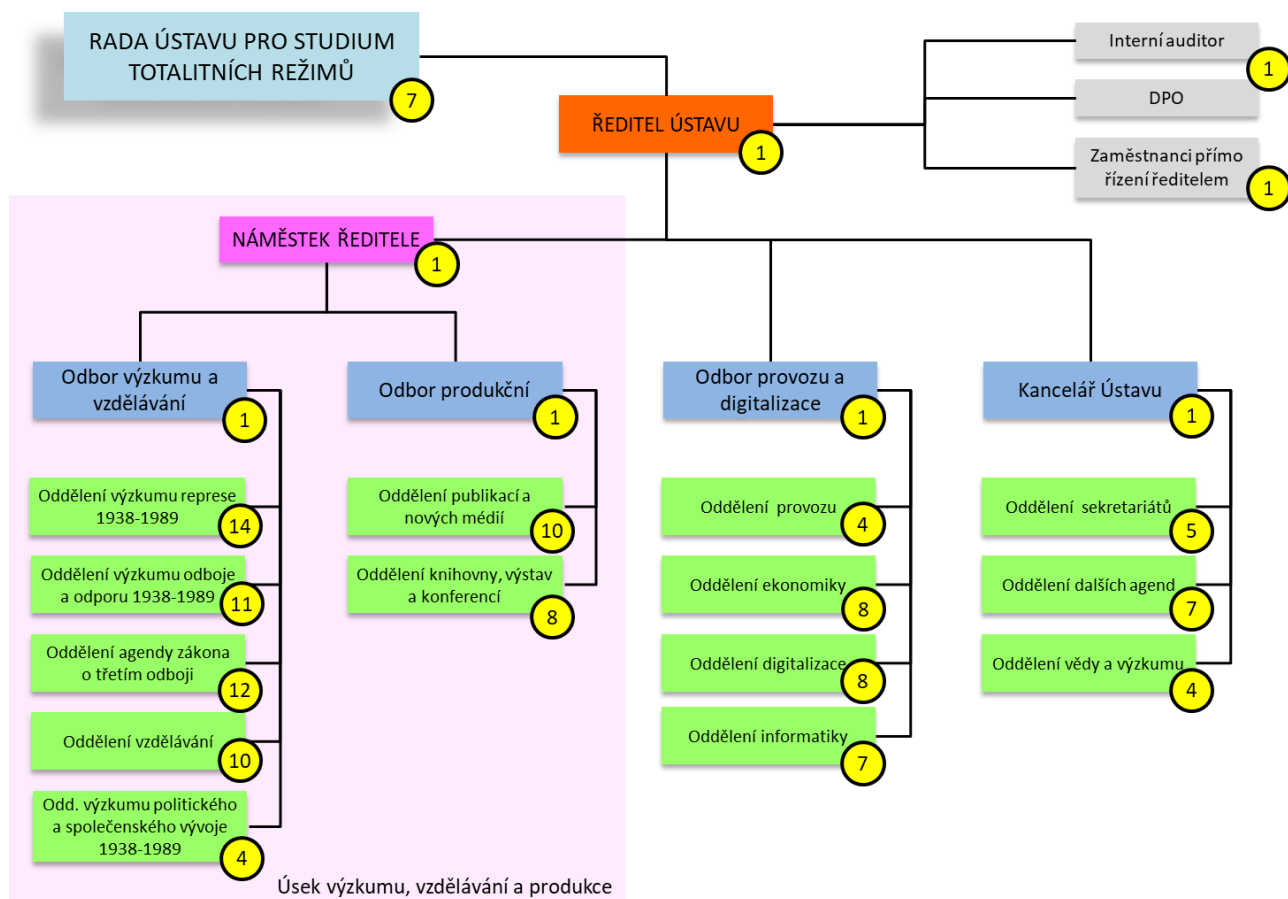 RADA ÚSTAVU PRO STUDIUM
TOTALITNÍCH REŽIMŮ
7
ŘEDITEL ÚSTAVU
1
Interní auditor
1
DPO
Zaměstnanci přímo
řízení ředitelem
1
NÁMĚSTEK ŘEDITELE
1
Odbor výzkumu a
vzdělávání
1
Oddělení výzkumu represe
1938-1989
14
Oddělení výzkumu odboje
a odporu 1938-1989
11
Oddělení agendy zákona
o třetím odboji
12
Oddělení vzdělávání
10
Odd. výzkumu politického
a společenského vývoje
1938-1989
4
Odbor produkční
1
Oddělení publikací a
nových médií
10
Oddělení knihovny, výstav
a konferencí
8
Úsek výzkumu, vzdělávání a produkce
Odbor provozu a
digitalizace
1
Oddělení provozu
4
Oddělení ekonomiky
8
Oddělení digitalizace
8
Oddělení informatiky
7
Kancelář Ústavu
1
Oddělení sekretariátů
5
Oddělení dalších agend
7
Oddělení vědy a výzkumu
4